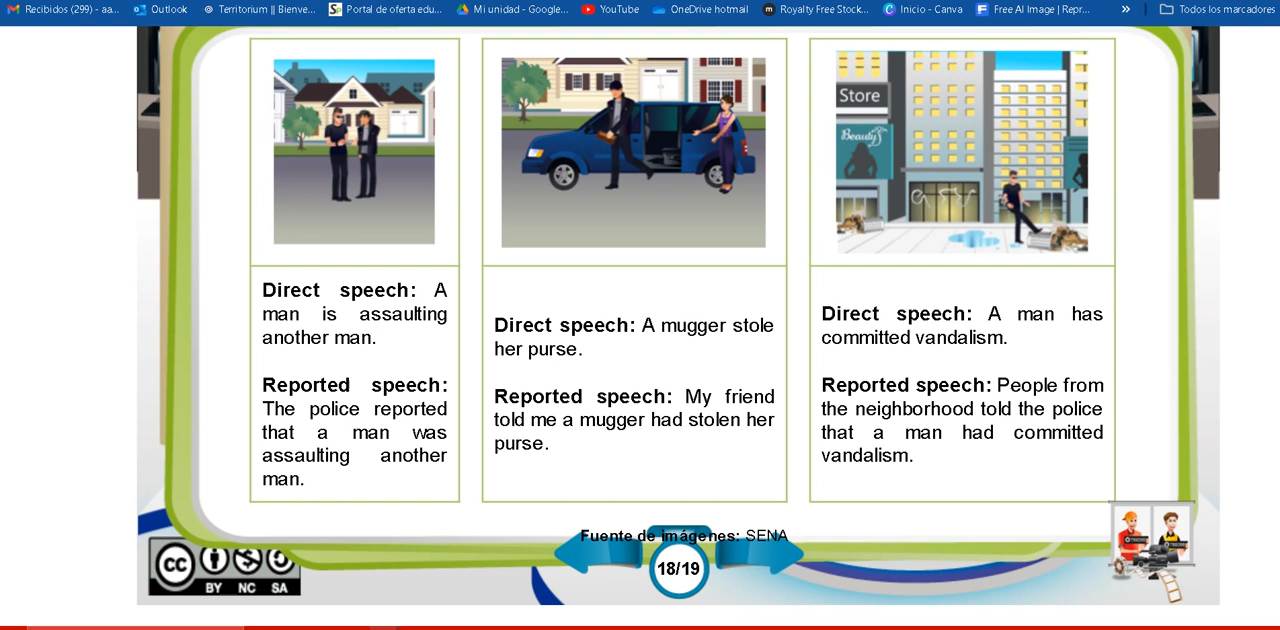 Recibidos (299) - aa...
Outlook
Territorium || Bienve...
Portal de oferta edu...
Mi unidad - Google...
YouTube
OneDrive hotmail
Royalty Free Stock...
Inicio - Canva
Free AI Image | Repr...
»
Todos los marcadores
Store
Beauty
Direct speech: A
man is assaulting
another man.
Reported speech:
The police reported
that a man was
assaulting another
man.
Direct speech: A mugger stole
her purse.
Reported speech: My friend
told me a mugger had stolen her
purse.
Direct speech: A man has
committed vandalism.
Reported speech: People from
the neighborhood told the police
that a man had committed
vandalism.
Fuente de imágenes: SENA
18/19
cc
BY NC SA